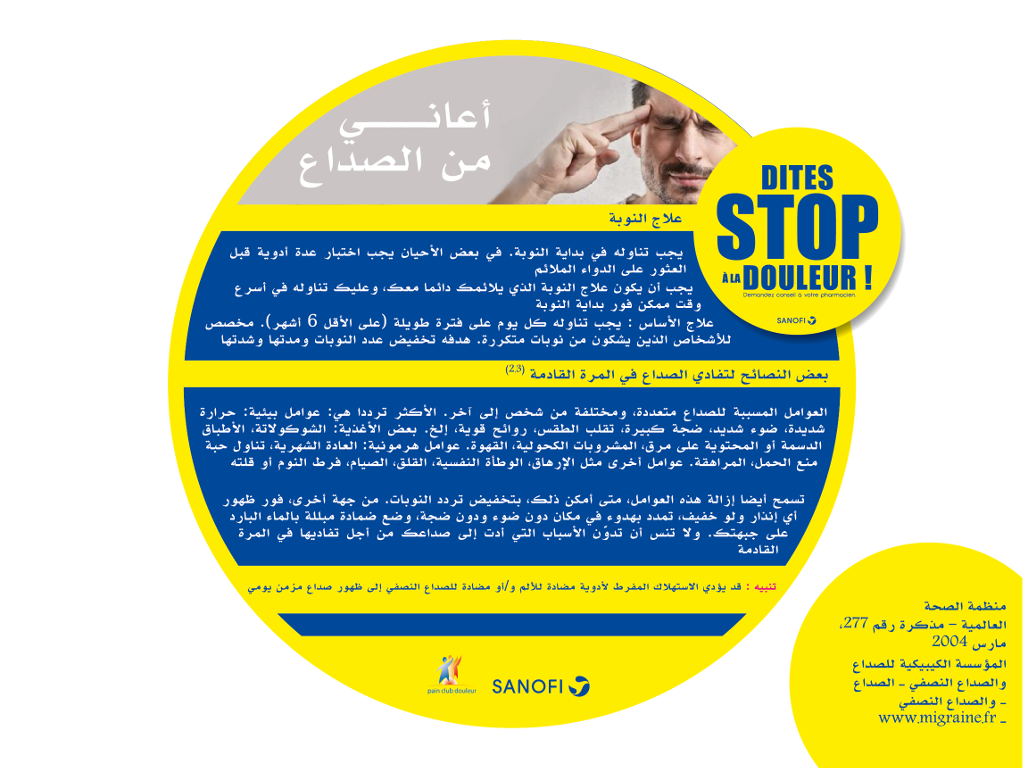 أعانــــــي
من الصداع
DITES
STOP
À LA DOULEUR !
Demandez conseil à votre pharmacien.
SANOFI
علاج النوبة
يجب تناوله في بداية النوبة. في بعض الأحيان يجب اختبار عدة أدوية قبل
العثور على الدواء الملائم
يجب أن يكون علاج النوبة الذي يلائمك دائما معك، وعليك تناوله في أسرع
وقت ممكن فور بداية النوبة
علاج الأساس : يجب تناوله كل يوم على فترة طويلة (على الأقل 6 أشهر). مخصص
للأشخاص الذين يشكون من نوبات متكررة. هدفه تخفيض عدد النوبات ومدتها وشدتها
بعض النصائح لتفادي الصداع في المرة القادمة (2،3)
العوامل المسببة للصداع متعددة، ومختلفة من شخص إلى آخر. الأكثر ترددا هي: عوامل بيئية: حرارة
شديدة، ضوء شديد، ضجة كبيرة، تقلب الطقس، روائح قوية، إلخ. بعض الأغذية: الشوكولاتة، الأطباق
الدسمة أو المحتوية على مرق، المشروبات الكحولية، القهوة. عوامل هرمونية: العادة الشهرية، تناول حبة
منع الحمل، المراهقة. عوامل أخرى مثل الإرهاق، الوطأة النفسية، القلق، الصيام، فرط النوم أو قلته
تسمح أيضا إزالة هذه العوامل، متى أمكن ذلك، بتخفيض تردد النوبات. من جهة أخرى، فور ظهور
أي إنذار ولو خفيف، تمدد بهدوء في مكان دون ضوء ودون ضجة، وضع ضمادة مبللة بالماء البارد
على جبهتك. ولا تنس أن تدوّن الأسباب التي أدت إلى صداعك من أجل تفاديها في المرة
القادمة
تنبيه : قد يؤدي الاستهلاك المفرط لأدوية مضادة للألم و/أو مضادة للصداع النصفي إلى ظهور صداع مزمن يومي
pain club douleur
SANOFI
منظمة الصحة
العالمية – مذكرة رقم 277،
مارس 2004
المؤسسة الكيبيكية للصداع
والصداع النصفي ـ الصداع
ـ والصداع النصفي
ـ www.migraine.fr